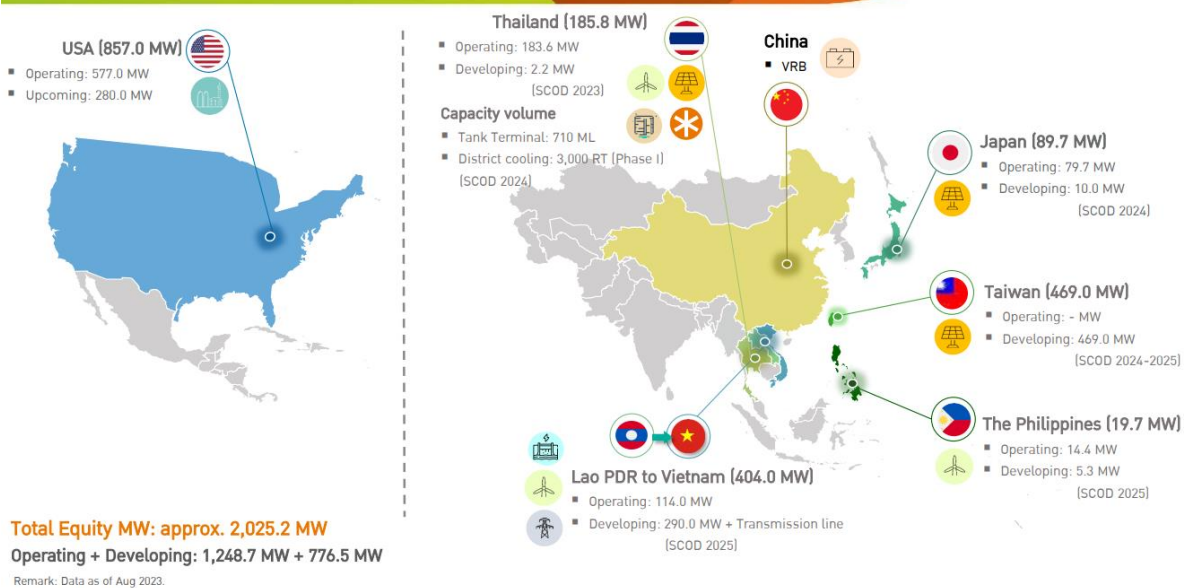 USA (857.0 MW)
▪ Operating: 577.0 MW
▪ Upcoming: 280.0 MW
Thailand (185.8 MW)
▪ Operating: 183.6 MW
▪ Developing: 2.2 MW
(SCOD 2023)
Capacity volume
▪ Tank Terminal: 710 ML
▪ District cooling: 3,000 RT (Phase I)
(SCOD 2024)
China
▪ VRB
Japan (89.7 MW)
▪ Operating: 79.7 MW
▪ Developing: 10.0 MW
(SCOD 2024)
Taiwan (469.0 MW)
▪ Operating: - MW
▪ Developing: 469.0 MW
(SCOD 2024-2025)
The Philippines (19.7 MW)
▪ Operating: 14.4 MW
▪ Developing: 5.3 MW
(SCOD 2025)
Lao PDR to Vietnam (404.0 MW)
▪ Operating: 114.0 MW
▪ Developing: 290.0 MW + Transmission line
(SCOD 2025)
Total Equity MW: approx. 2,025.2 MW
Operating + Developing: 1,248.7 MW + 776.5 MW
Remark: Data as of Aug 2023.